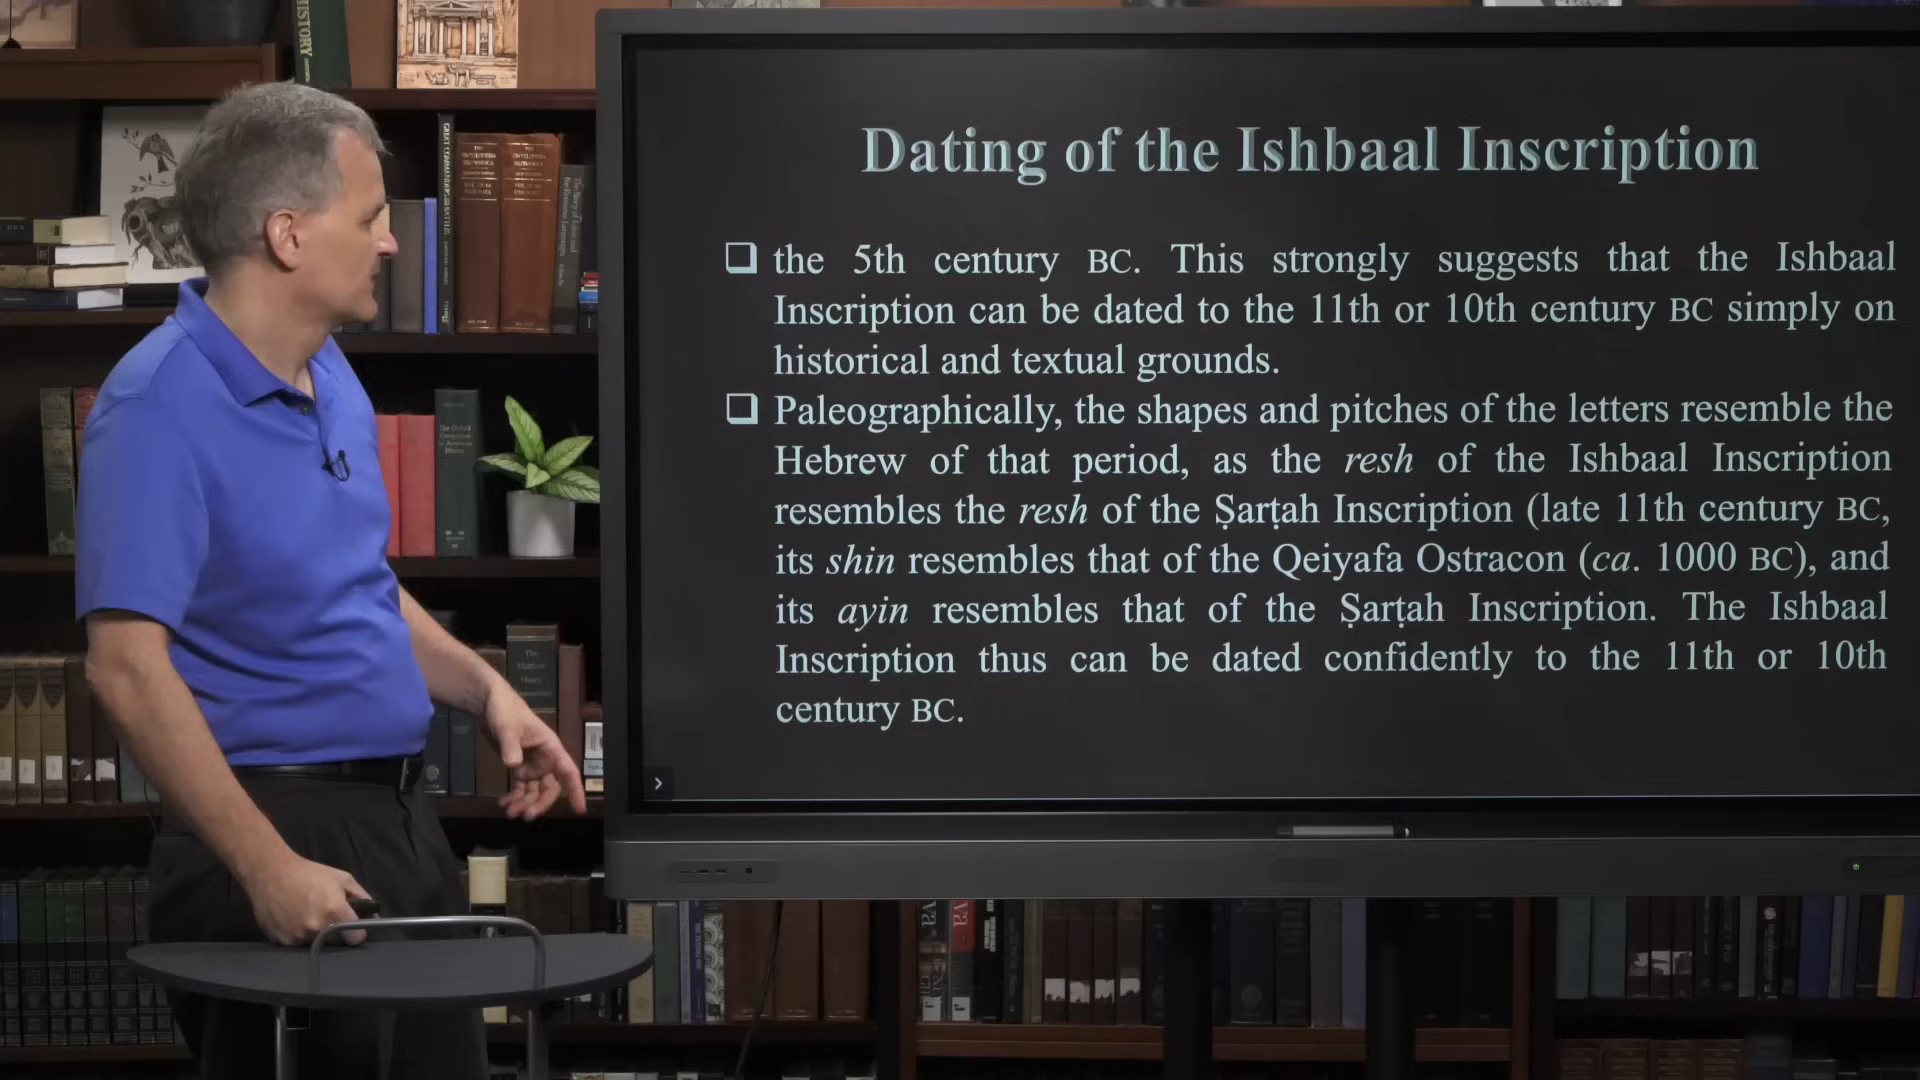 HISTORY
Dating of the Ishbaal Inscription
the 5th century BC. This strongly suggests that the Ishbaal
Inscription can be dated to the 11th or 10th century BC simply on
historical and textual grounds.
Paleographically, the shapes and pitches of the letters resemble the
Hebrew of that period, as the resh of the Ishbaal Inscription
resembles the resh of the Ṣarṭah Inscription (late 11th century BC,
its shin resembles that of the Qeiyafa Ostracon (ca. 1000 BC), and
its ayin resembles that of the Ṣarṭah Inscription. The Ishbaal
Inscription thus can be dated confidently to the 11th or 10th
century BC.